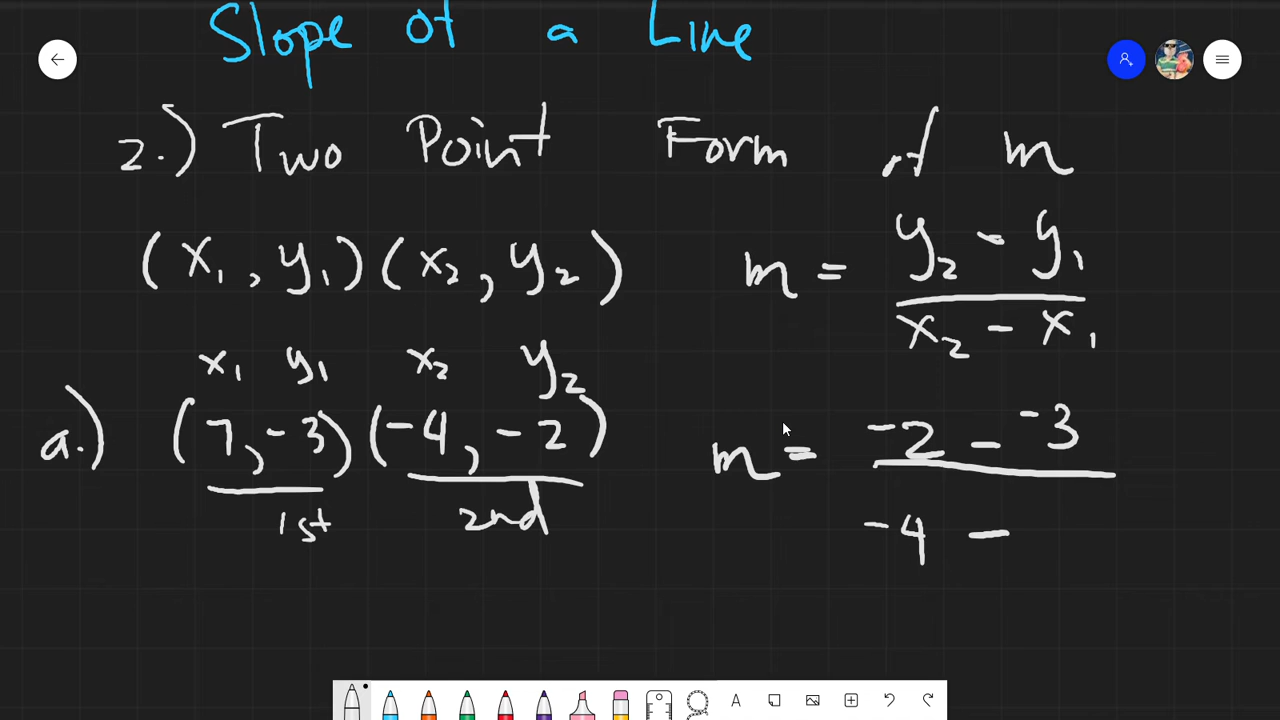 Slope of a Line
2.) Two Point Form of m
(x₁, y₁) (x₂, y₂) m = y₂ - y₁
x₂ - x₁
x₁ y₁ x₂ y₂
a.) (7, -3) (-4, -2) m = -2 - -3
-4 -
1st 2nd
A